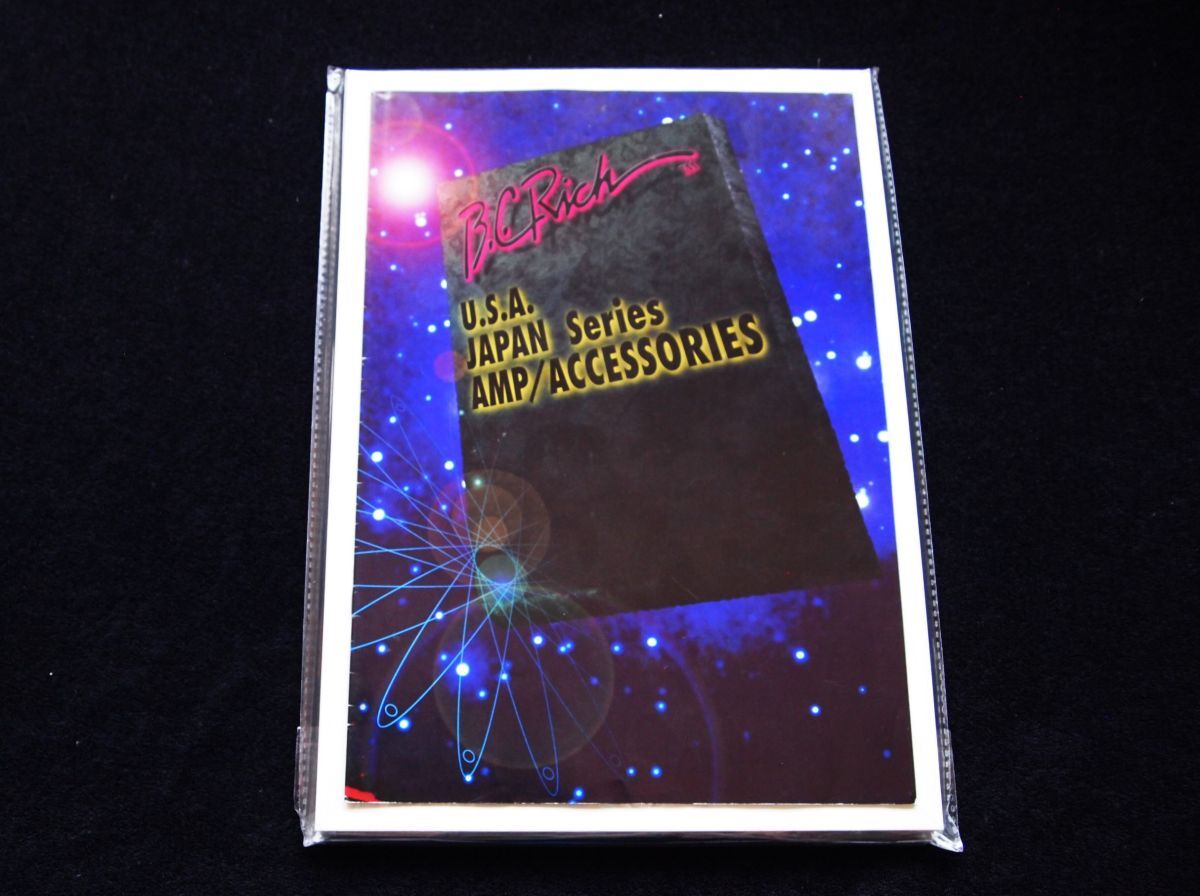 B.C.Rich
U.S.A.
JAPAN Series
AMP/ACCESSORIES